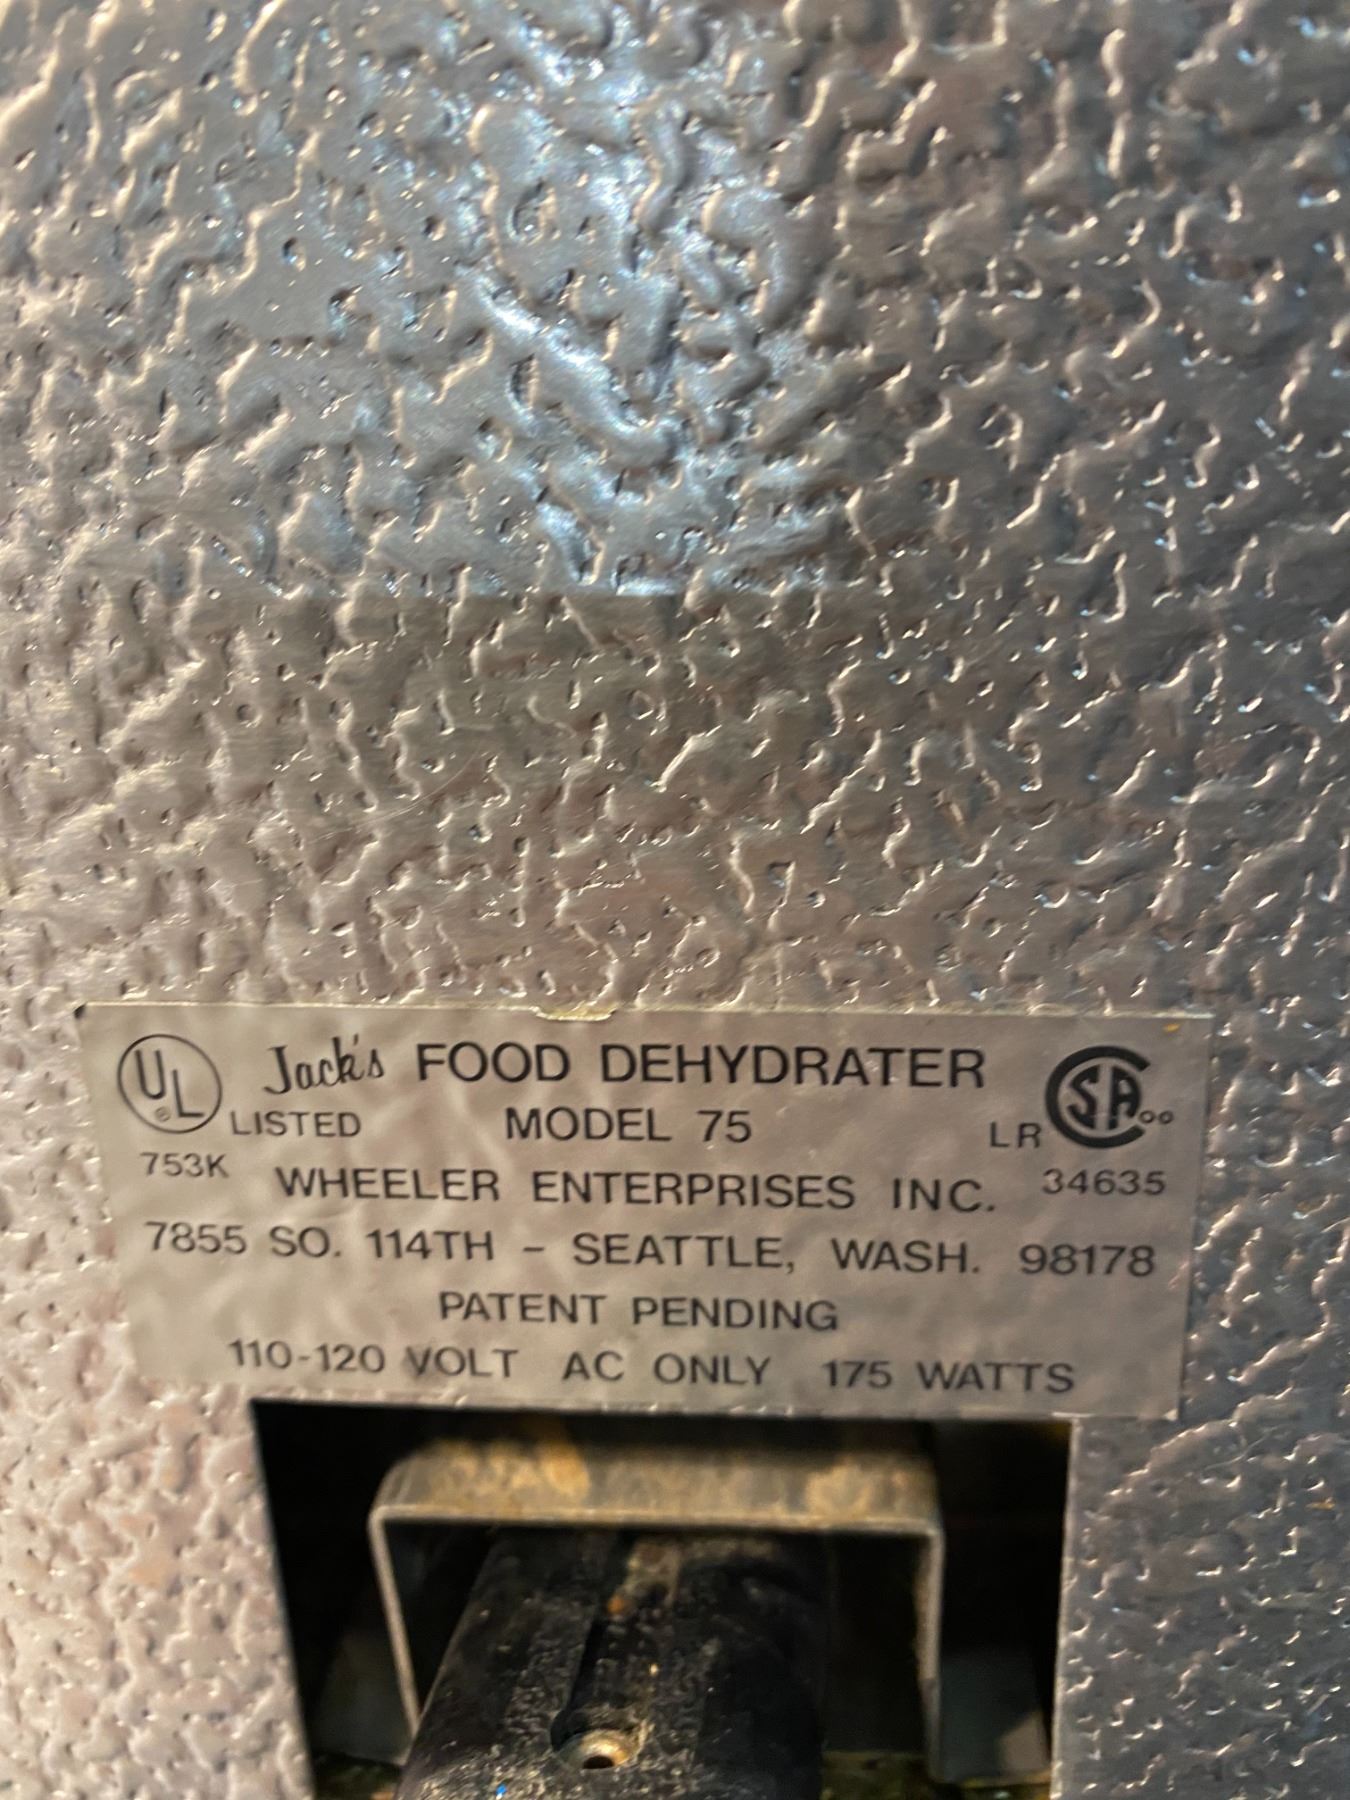 UL® Jack's FOOD DEHYDRATER SA
LISTED MODEL 75 LR
753K WHEELER ENTERPRISES INC. 34635
7855 SO. 114TH - SEATTLE, WASH. 98178
PATENT PENDING
110-120 VOLT AC ONLY 175 WATTS